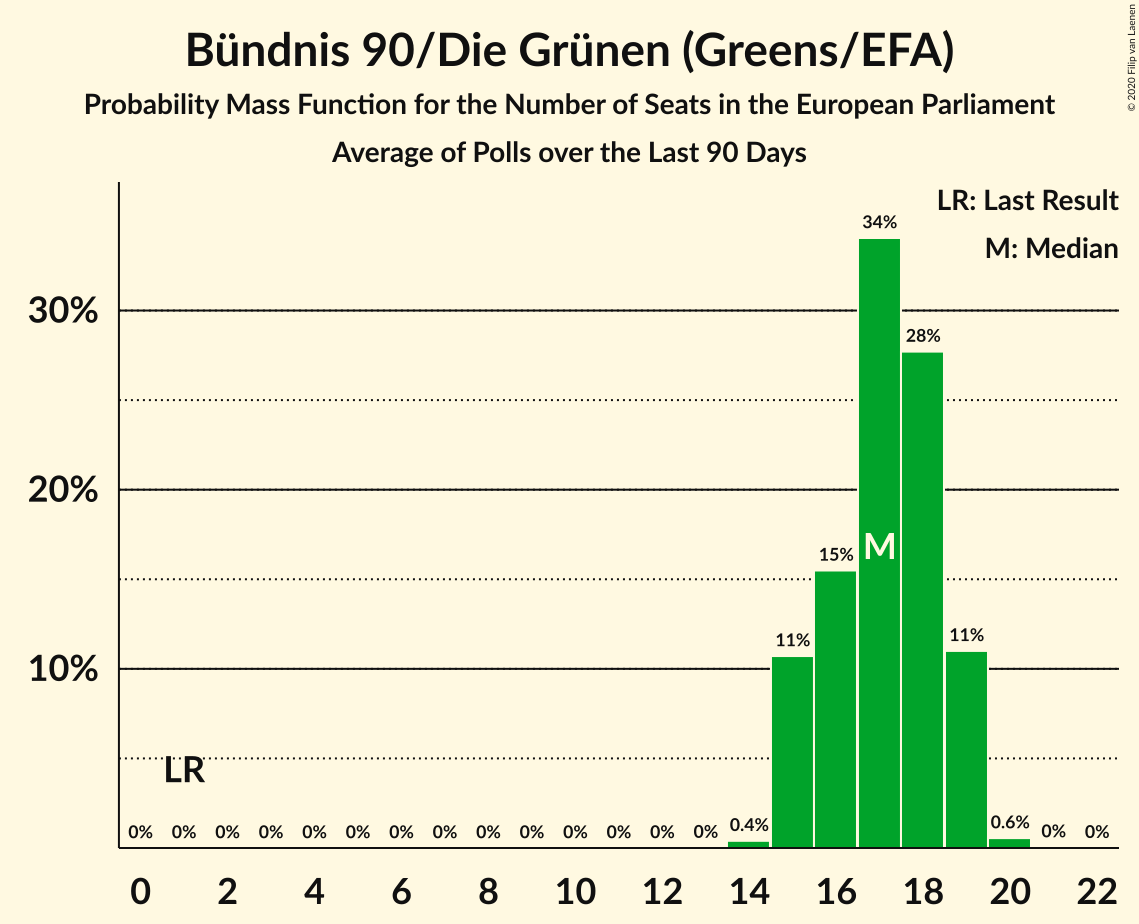 Bündnis 90/Die Grünen (Greens/EFA)
Probability Mass Function for the Number of Seats in the European Parliament
Average of Polls over the Last 90 Days
© 2020 Filip van Laenen
LR: Last Result
M: Median
34%
30%
28%
20%
M
15%
11%
11%
10%
LR
0% 0% 0% 0% 0% 0% 0% 0% 0% 0% 0% 0% 0% 0% 0.4% 0.6% 0% 0%
0 2 4 6 8 10 12 14 16 18 20 22